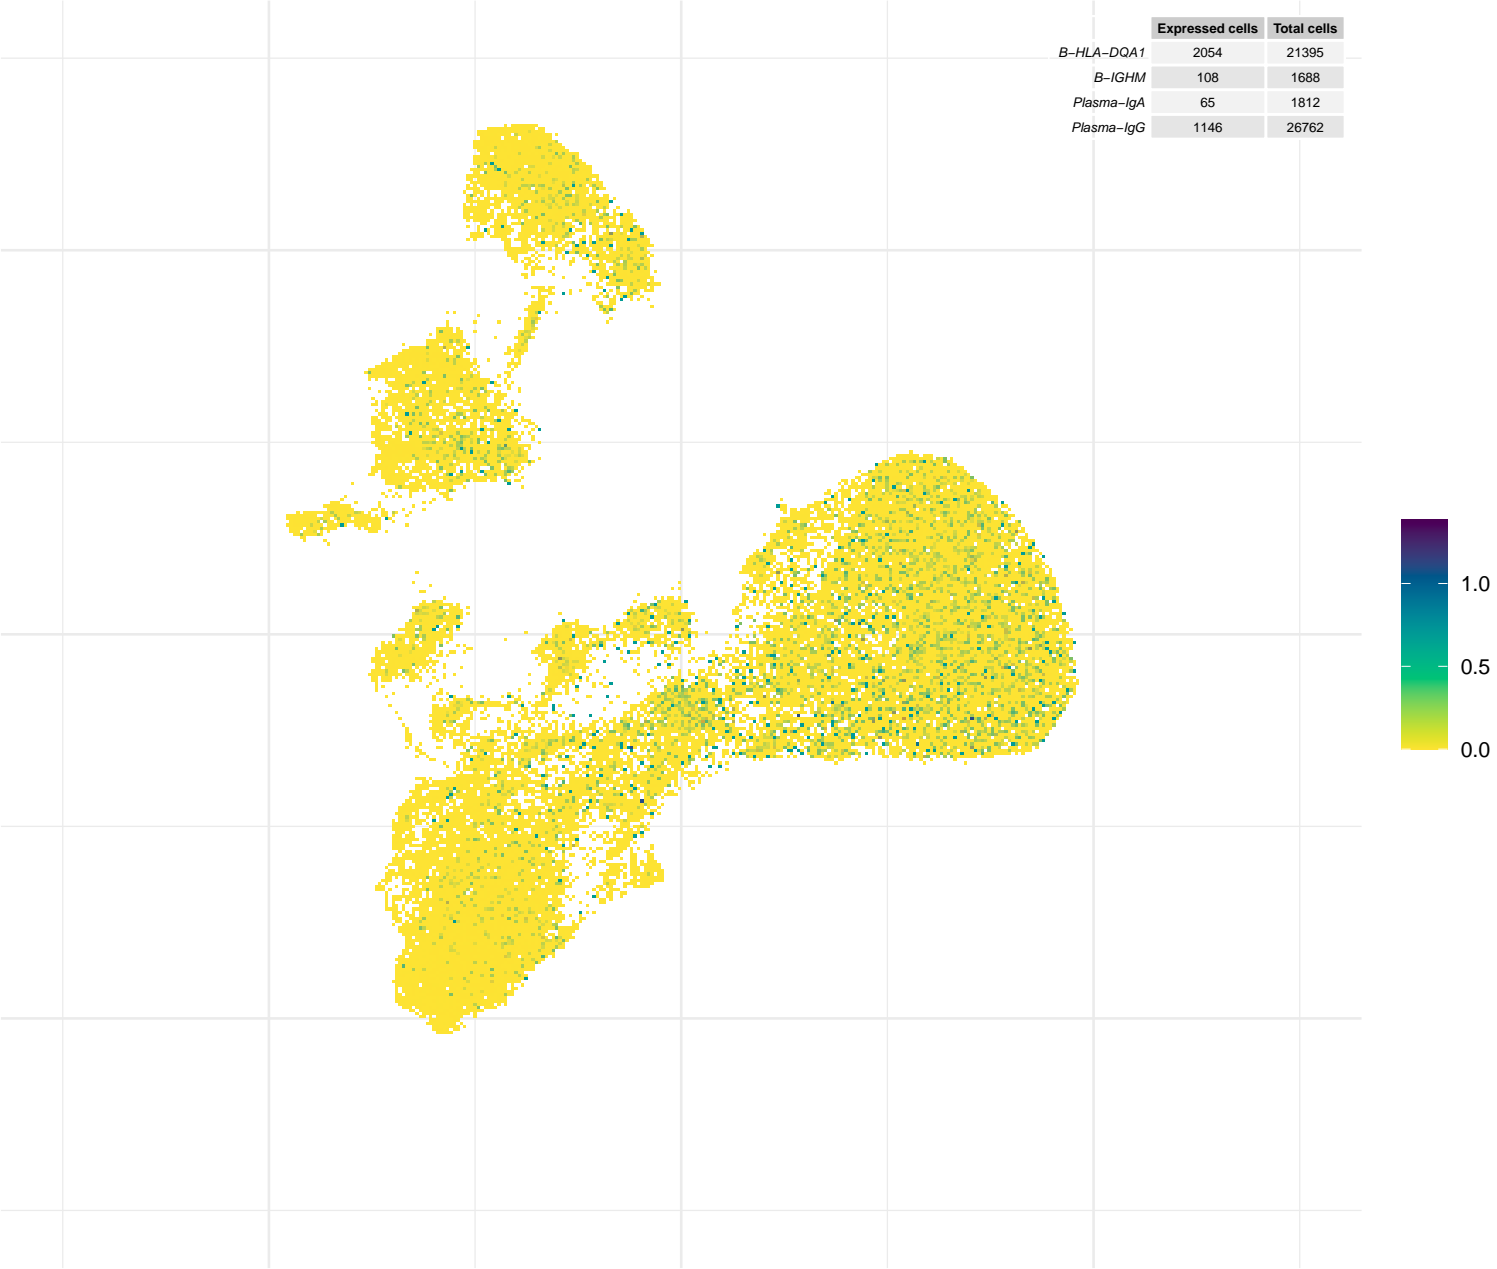 Expressed cells Total cells
B−HLA−DQA1 2054 21395
B−IGHM 108 1688
Plasma−IgA 65 1812
Plasma−IgG 1146 26762
1.0
0.5
0.0